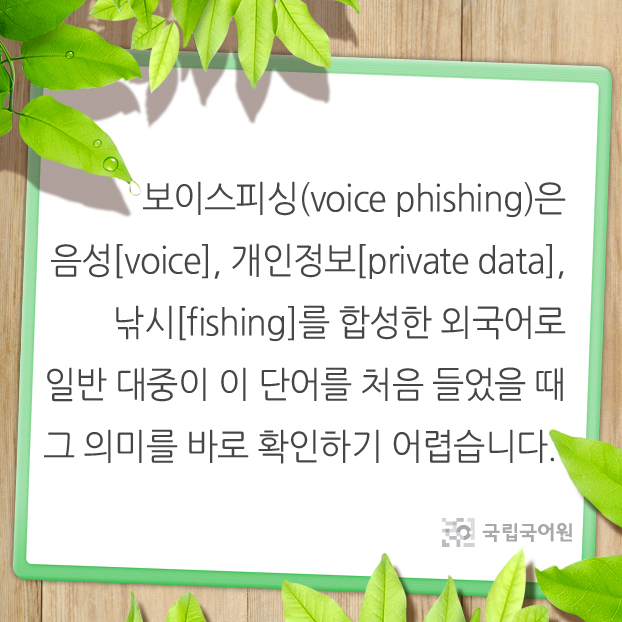 보이스피싱(voice phishing)은
음성[voice], 개인정보[private data],
낚시[fishing]를 합성한 외국어로
일반 대중이 이 단어를 처음 들었을 때
그 의미를 바로 확인하기 어렵습니다.
국립국어원